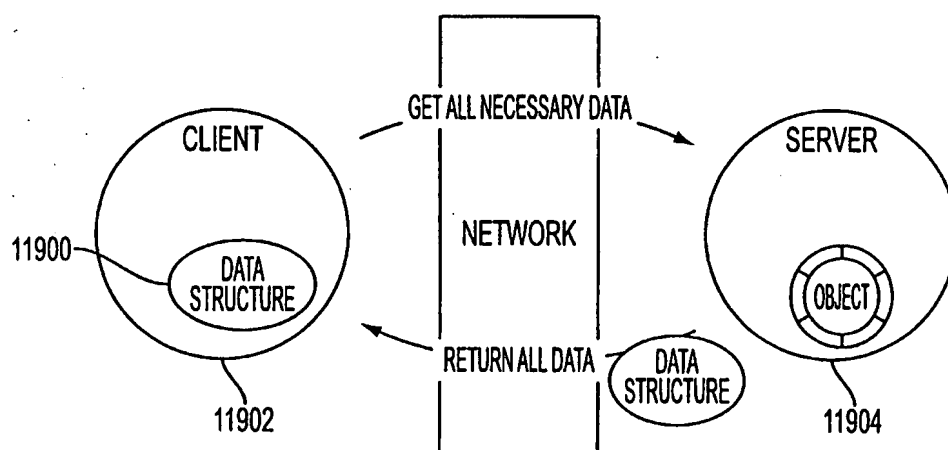 GET ALL NECESSARY DATA
CLIENT
SERVER
NETWORK
11900
DATA
STRUCTURE
OBJECT
RETURN ALL DATA
DATA
STRUCTURE
11902
11904